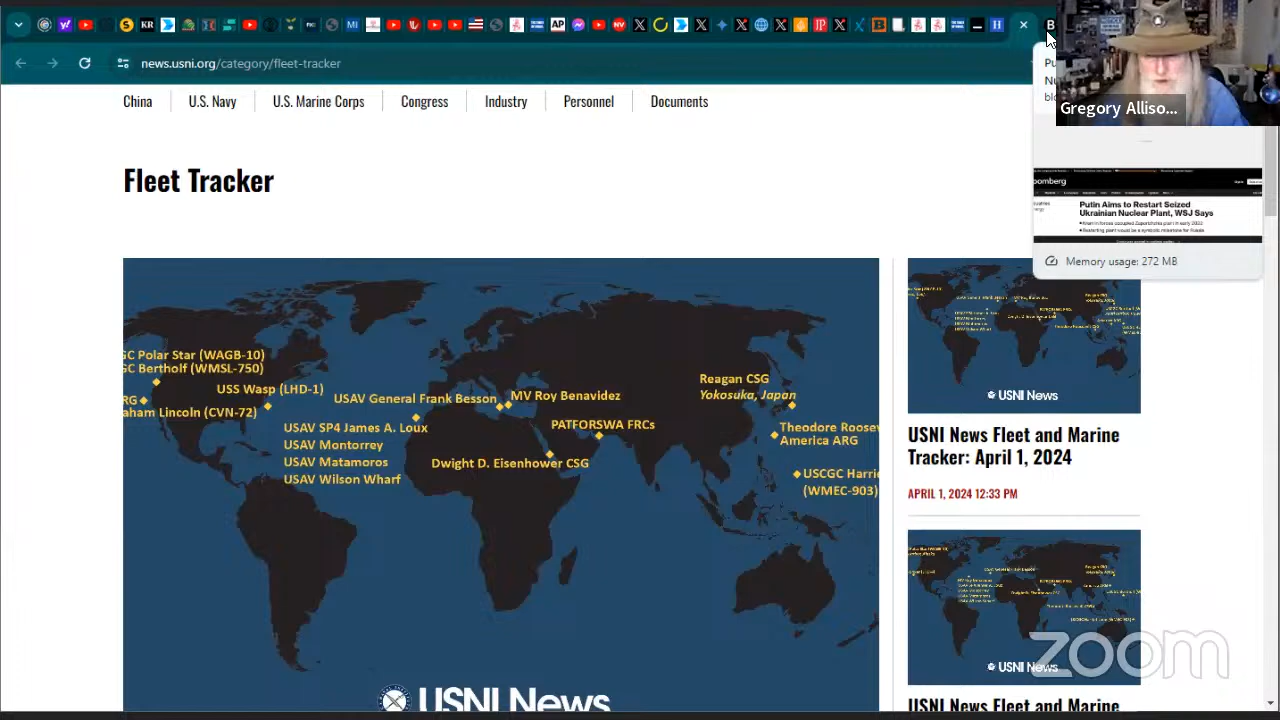 news.usni.org/category/fleet-tracker
Gregory Alliso...
China
U.S. Navy
U.S. Marine Corps
Congress
Industry
Personnel
Documents
Fleet Tracker
oomberg
Putin Aims to Restart Seized
Ukrainian Nuclear Plant, WSJ Says
Memory usage: 272 MB
GC Polar Star (WAGB-10)
SC Bertholf (WMSL-750)
USS Wasp (LHD-1)
RG
aham Lincoln (CVN-72)
USAV General Frank Besson
MV Roy Benavidez
USAV SP4 James A. Loux
USAV Montorrey
USAV Matamoros
USAV Wilson Wharf
PATFORSWA FRCs
Dwight D. Eisenhower CSG
Reagan CSG
Yokosuka, Japan
Theodore Roosev
America ARG
USCGC Harrie
(WMEC-903)
USNI News
USNI News
USNI News Fleet and Marine
Tracker: April 1, 2024
APRIL 1, 2024 12:33 PM
USNI News
USNI News Fleet and Marine
zoom